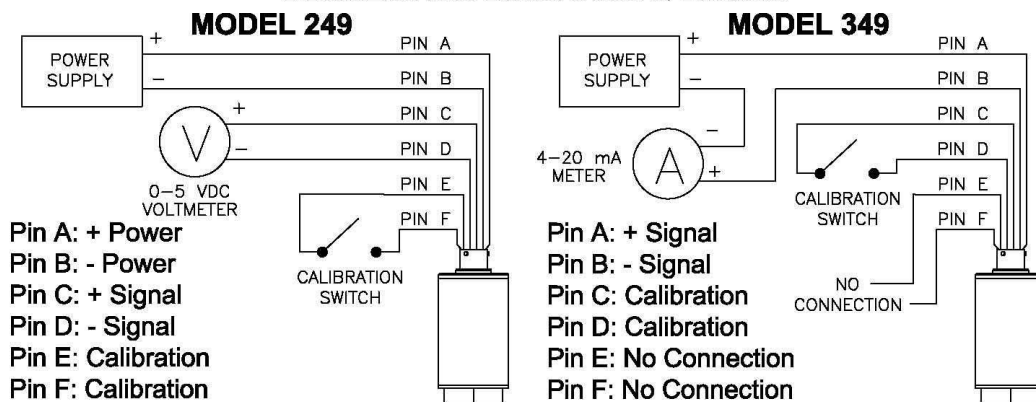 MODEL 249
POWER
SUPPLY
+
−
PIN A
PIN B
PIN C
PIN D
PIN E
PIN F
V
+
−
0−5 VDC
VOLTMETER
CALIBRATION
SWITCH
Pin A: + Power
Pin B: - Power
Pin C: + Signal
Pin D: - Signal
Pin E: Calibration
Pin F: Calibration
MODEL 349
POWER
SUPPLY
+
−
PIN A
PIN B
PIN C
PIN D
PIN E
PIN F
4−20 mA
METER
A
−
+
CALIBRATION
SWITCH
NO
CONNECTION
Pin A: + Signal
Pin B: - Signal
Pin C: Calibration
Pin D: Calibration
Pin E: No Connection
Pin F: No Connection